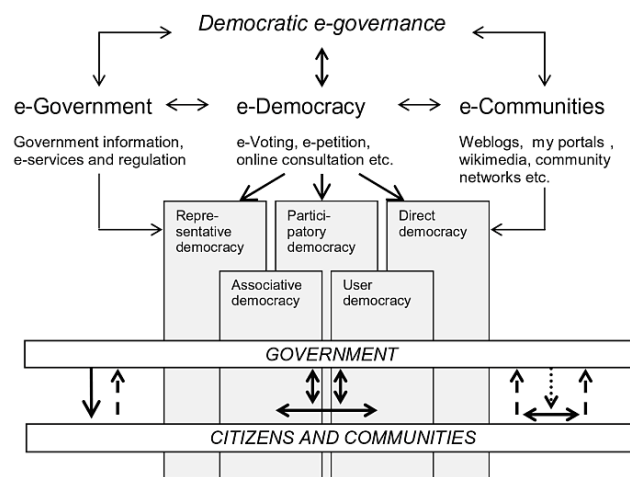 Democratic e-governance
e-Government
e-Democracy
e-Communities
Government information,
e-services and regulation
e-Voting, e-petition,
online consultation etc.
Weblogs, my portals ,
wikimedia, community
networks etc.
Repre-
sentative
democracy
Partici-
patory
democracy
Direct
democracy
Associative
democracy
User
democracy
GOVERNMENT
CITIZENS AND COMMUNITIES